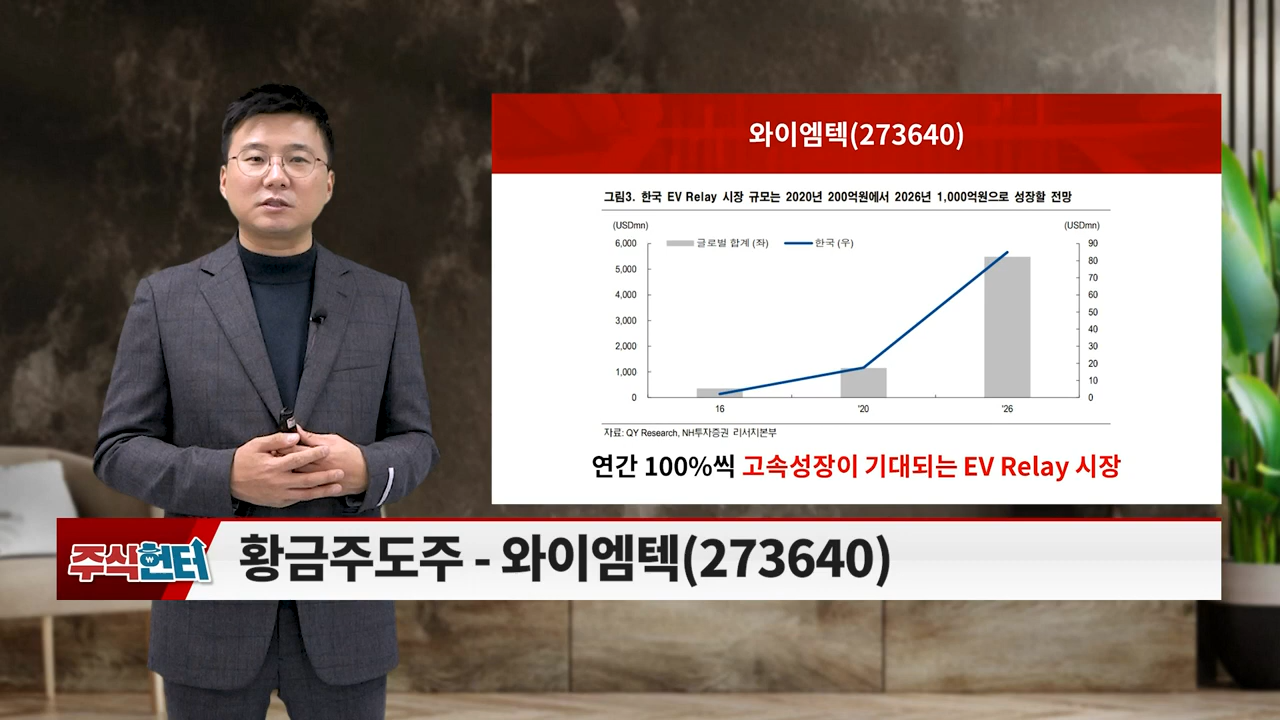 와이엠텍(273640)
그림3. 한국 EV Relay 시장 규모는 2020년 200억원에서 2026년 1,000억원으로 성장할 전망
(USDmn) (USDmn)
글로벌 합계 (좌) 한국 (우)
6,000 90
5,000 80
4,000 70
3,000 60
2,000 50
1,000 40
0 30
20
10
0
16 '20 '26
자료: QY Research, NH투자증권 리서치본부
연간 100%씩 고속성장이 기대되는 EV Relay 시장
주식헌터
황금주도주 - 와이엠텍(273640)